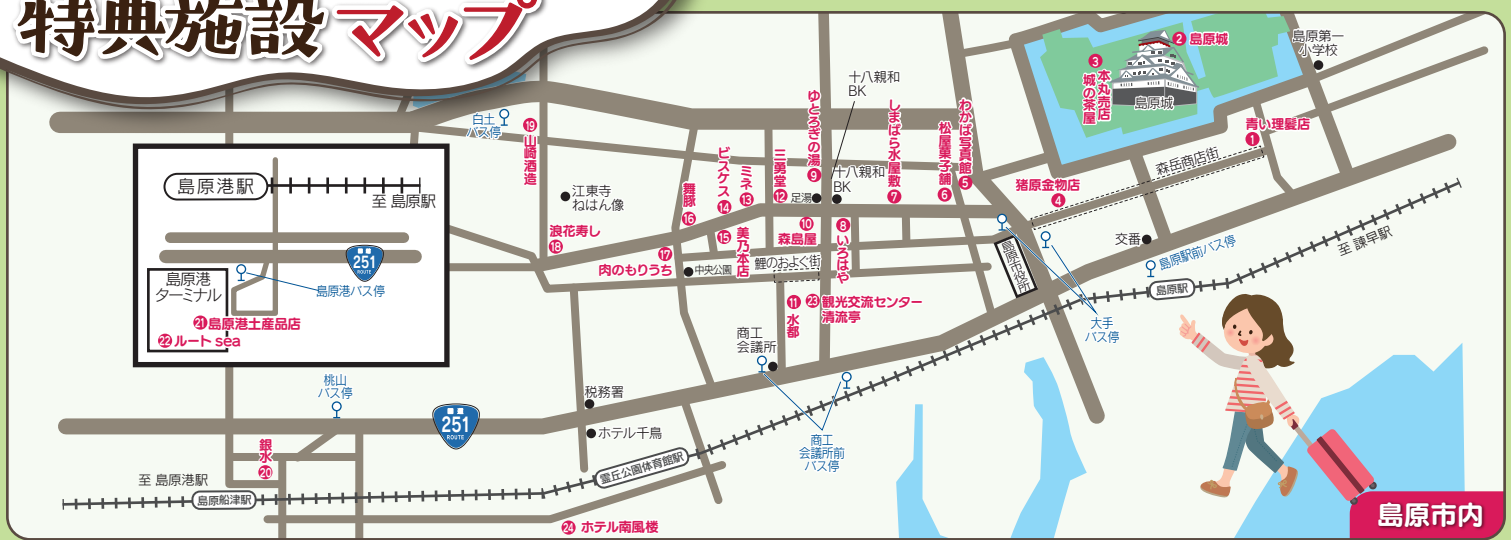 特典施設マップ
島原港駅
至 島原駅
251
ROUTE
島原港
ターミナル
島原港バス停
21 島原港土産品店
22 ルート sea
桃山
バス停
251
ROUTE
銀水 20
至 島原港駅
島原船津駅
白土
バス停
19 山崎酒造
江東寺
ねはん像
浪花寿し
18
肉のもりうち
17
舞豚 16
ビスケス 14
ミネ 13
15 美乃本店
中央公園
三勇堂 12
足湯
ゆとろぎの湯 9
十八親和
BK
十八親和
BK
10
森島屋
鯉のおよぐ街
8 いろはや
しまばら水屋敷 7
松屋菓子舗 6
わかば写真館 5
11 水都
23 観光交流センター
清流亭
商工
会議所
商工
会議所前
バス停
税務署
ホテル千鳥
霊丘公園体育館駅
24 ホテル南風楼
2 島原城
3
本丸売店
城の茶屋
島原城
島原第一
小学校
青い理髪店
1
森岳商店街
猪原金物店
4
島原市役所
交番
島原駅前バス停
至 諫早駅
島原駅
大手
バス停
島原市内